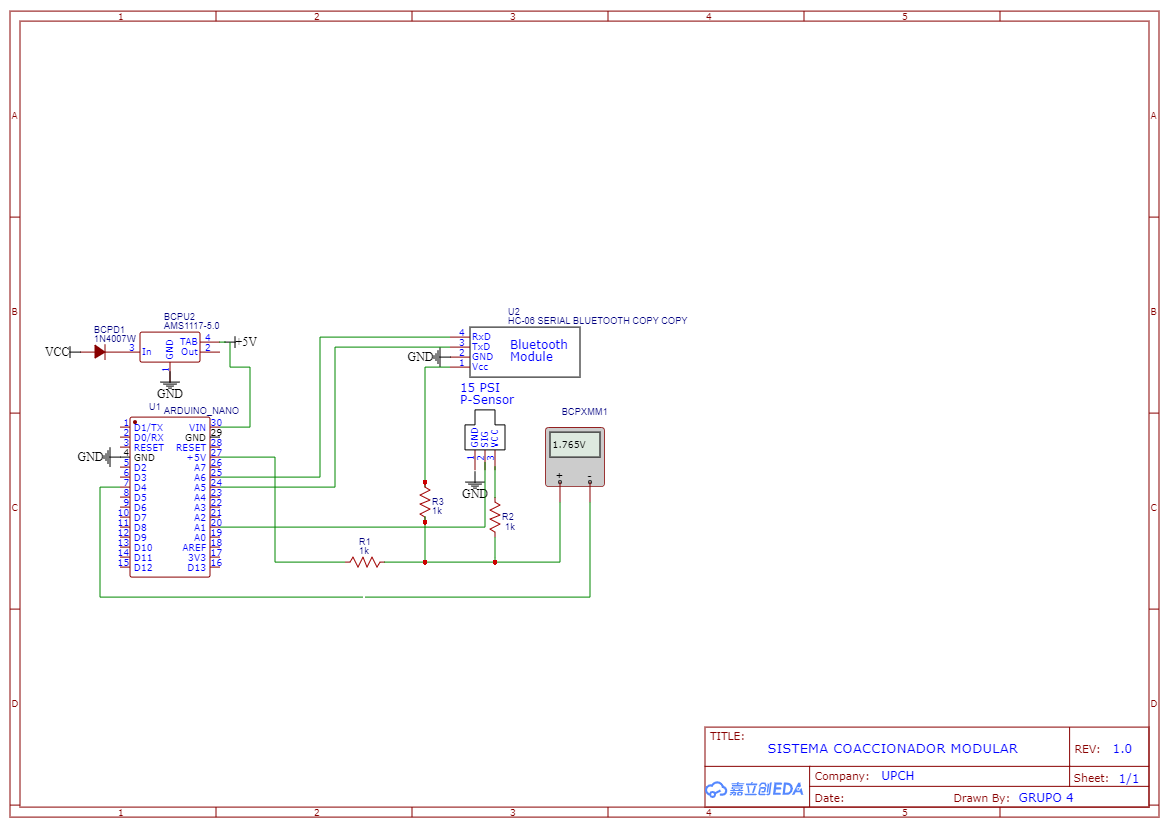 1 2 3 4 5
A A
B B
C C
D D
1 2 3 4 5
BCPU2
AMS1117-5.0
BCPD1
1N4007W
VCC
3 In
GND
1
TAB 4
Out 2
+5V
GND
U1 ARDUINO_NANO
1 D1/TX
2 D0/RX
3 RESET
4 GND
GND
5 D2
6 D3
7 D4
8 D5
9 D6
10 D7
11 D8
12 D9
13 D10
14 D11
15 D12
VIN 30
GND 29
RESET 28
+5V 27
A7 26
A6 25
A5 24
A4 23
A3 22
A2 21
A1 20
A0 19
AREF 18
3V3 17
D13 16
U2
HC-06 SERIAL BLUETOOTH COPY COPY
4 RxD
3 TxD
2 GND
1 Vcc
GND
Bluetooth
Module
15 PSI
P-Sensor
GND
SIG
VCC
1 2 3
GND
BCPXMM1
1.765V
+ -
R3
1k
R2
1k
R1
1k
TITLE:
SISTEMA COACCIONADOR MODULAR
REV: 1.0
嘉立创EDA
Company: UPCH
Sheet: 1/1
Date:
Drawn By: GRUPO 4